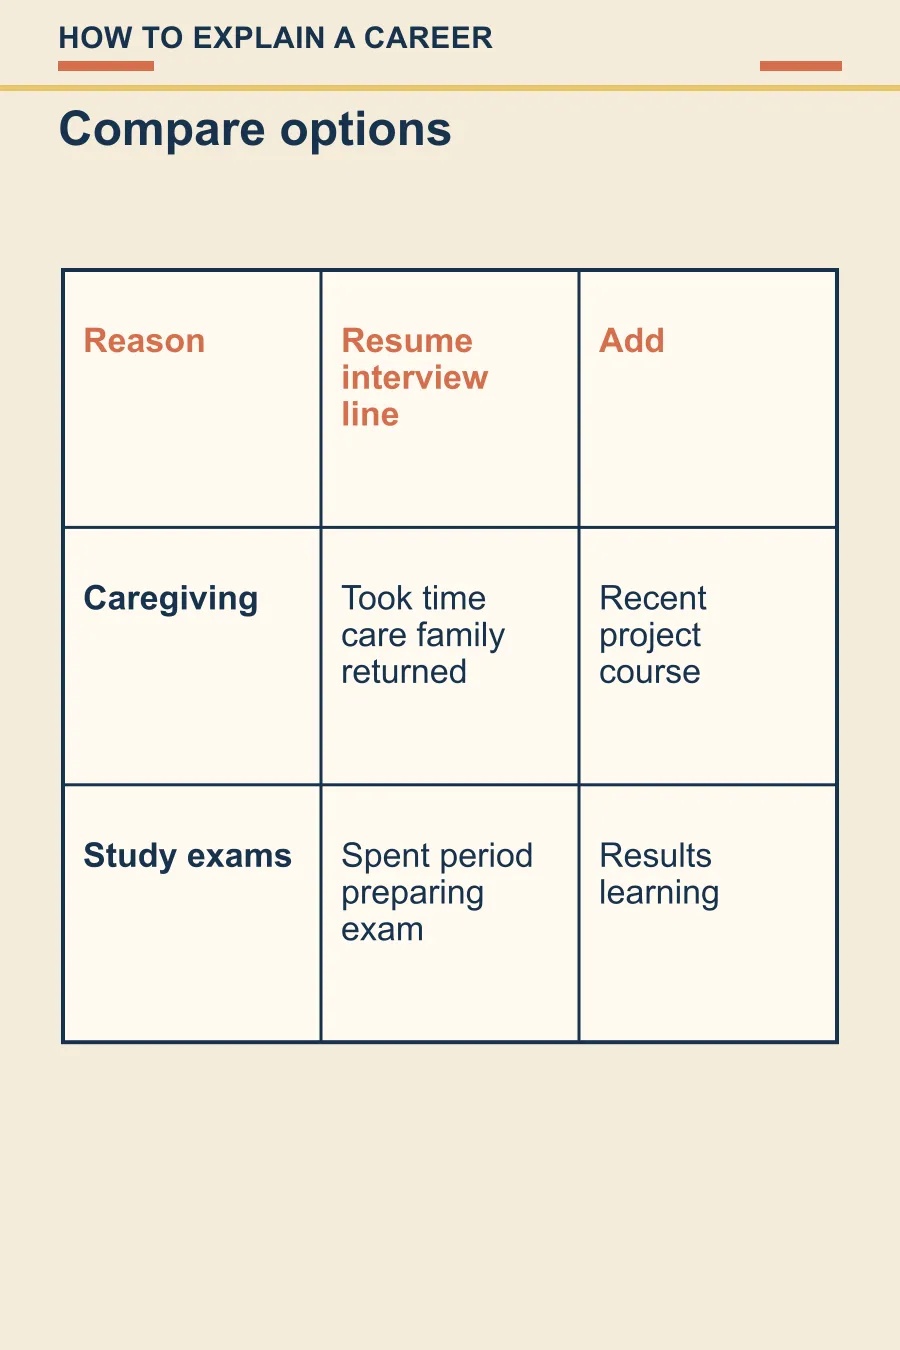 HOW TO EXPLAIN A CAREER
Compare options
Reason
Resume
interview
line
Add
Caregiving
Took time
care family
returned
Recent
project
course
Study exams
Spent period
preparing
exam
Results
learning